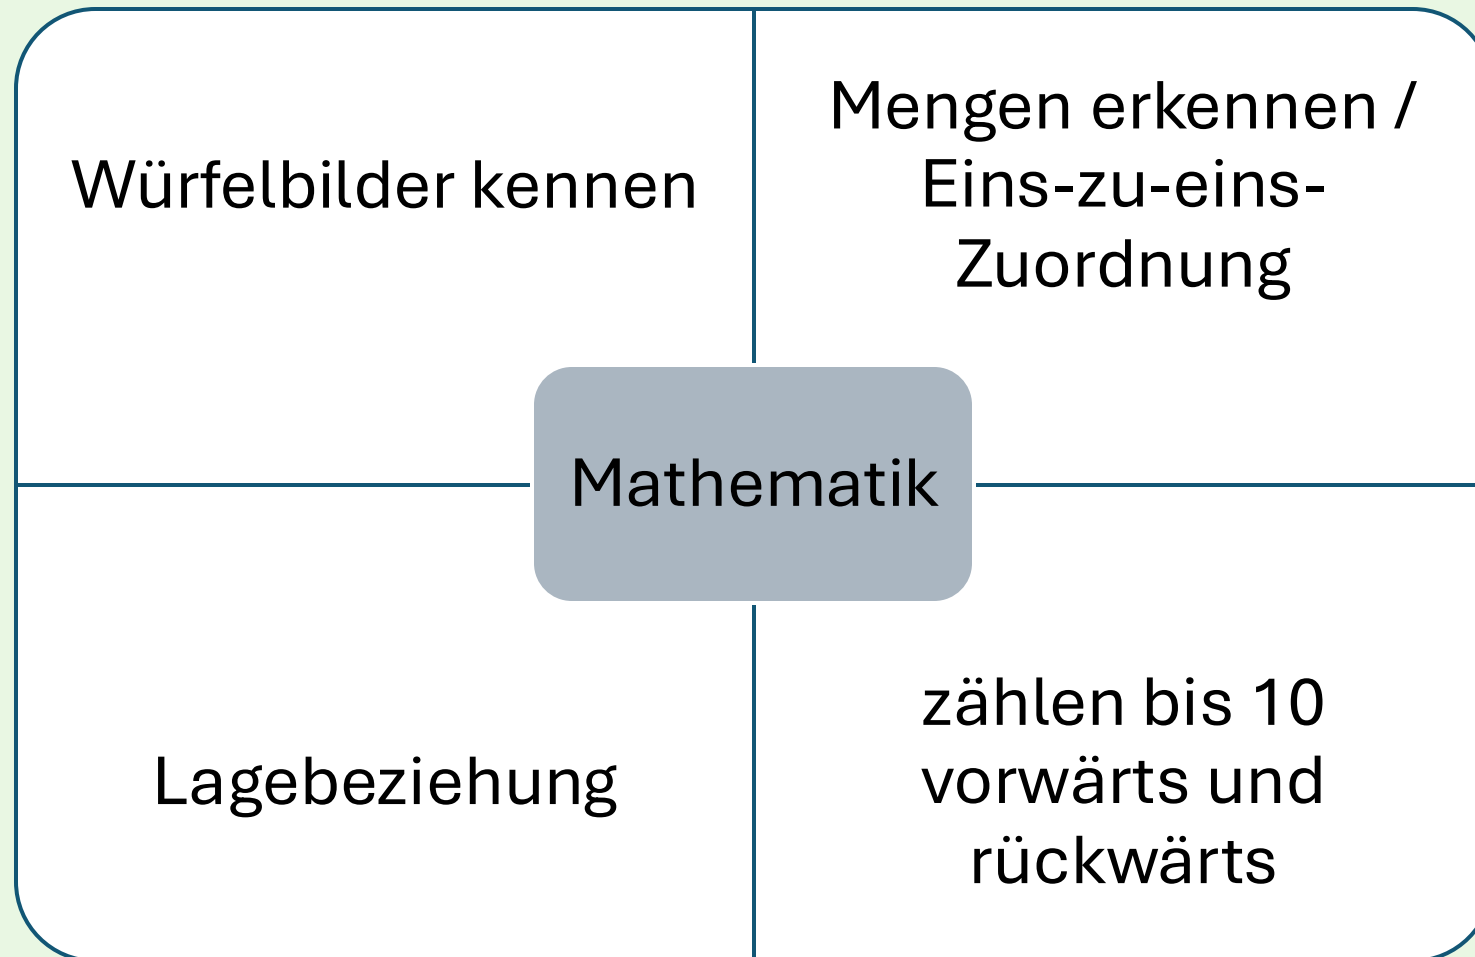 Würfelbilder kennen
Mengen erkennen /
Eins-zu-eins-
Zuordnung
Mathematik
Lagebeziehung
zählen bis 10
vorwärts und
rückwärts